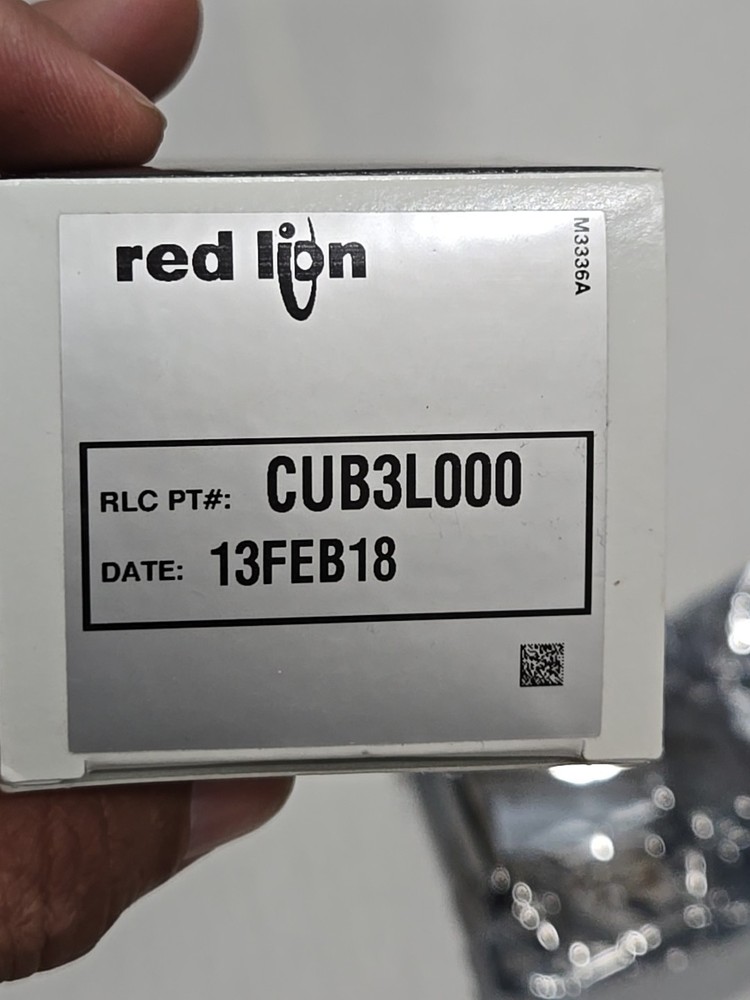 red lion
M3336A
RLC PT#: CUB3L000
DATE: 13FEB18